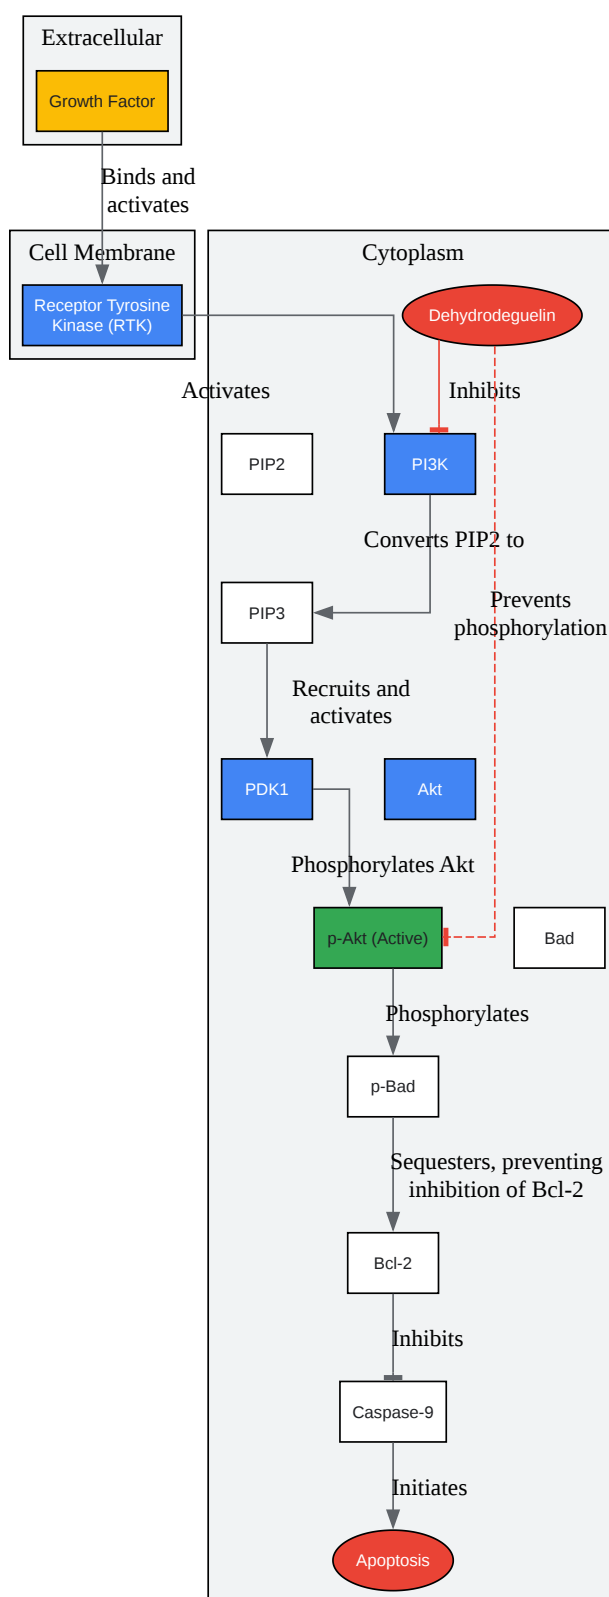 Extracellular
Growth Factor
Binds and
activates
Cell Membrane
Cytoplasm
Receptor Tyrosine
Kinase (RTK)
Dehydrodeguelin
Activates
Inhibits
PIP2
PI3K
Converts PIP2 to
PIP3
Prevents
phosphorylation
Recruits and
activates
PDK1
Akt
Phosphorylates Akt
p-Akt (Active)
Bad
Phosphorylates
p-Bad
Sequesters, preventing
inhibition of Bcl-2
Bcl-2
Inhibits
Caspase-9
Initiates
Apoptosis